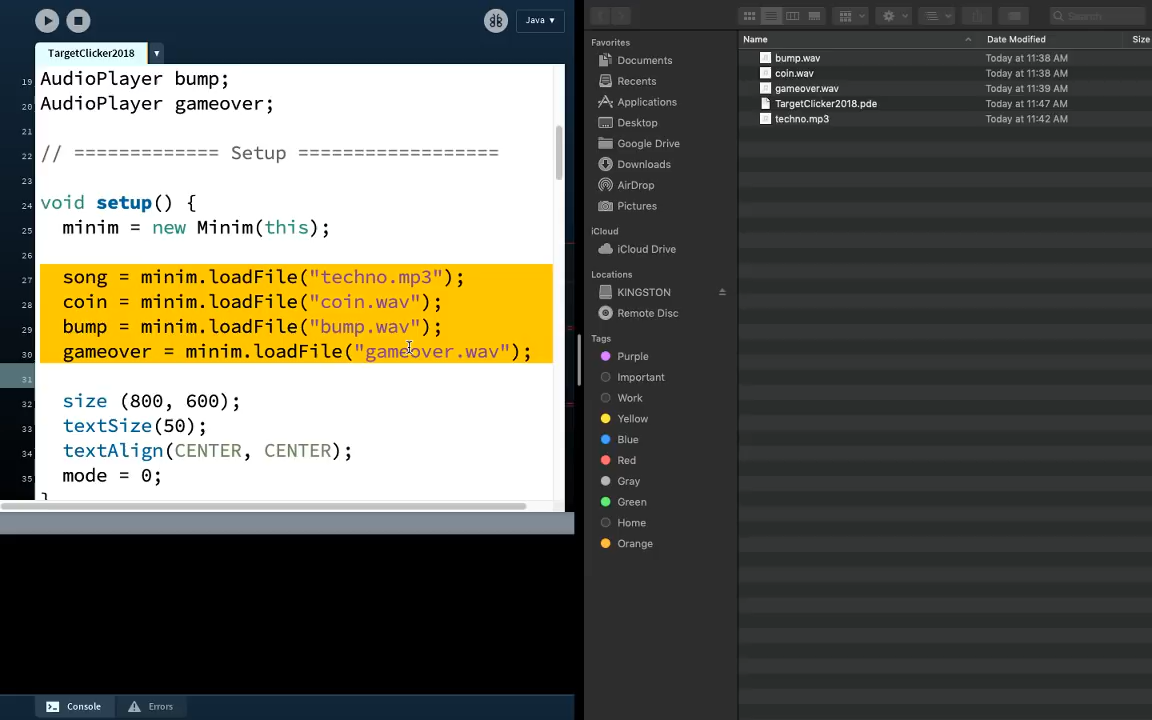 Java
TargetClicker2018
19 AudioPlayer bump;
20 AudioPlayer gameover;
21
22 // ============= Setup ==================
23
24 void setup() {
25 minim = new Minim(this);
26
27 song = minim.loadFile("techno.mp3");
28 coin = minim.loadFile("coin.wav");
29 bump = minim.loadFile("bump.wav");
30 gameover = minim.loadFile("gameover.wav");
31
32 size (800, 600);
33 textSize(50);
34 textAlign(CENTER, CENTER);
35 mode = 0;
}
Console
Errors
Search
Favorites
Documents
Recents
Applications
Desktop
Creative Cloud Files
Downloads
AirDrop
Pictures
iCloud
iCloud Drive
Locations
KINGSTON
Remote Disc
Tags
Purple
Important
Work
Yellow
Blue
Red
Gray
Green
Home
Orange
Name Date Modified Size
bump.wav Today at 11:38 AM
coin.wav Today at 11:38 AM
gameover.wav Today at 11:39 AM
TargetClicker2018.pde Today at 11:47 AM
techno.mp3 Today at 11:42 AM